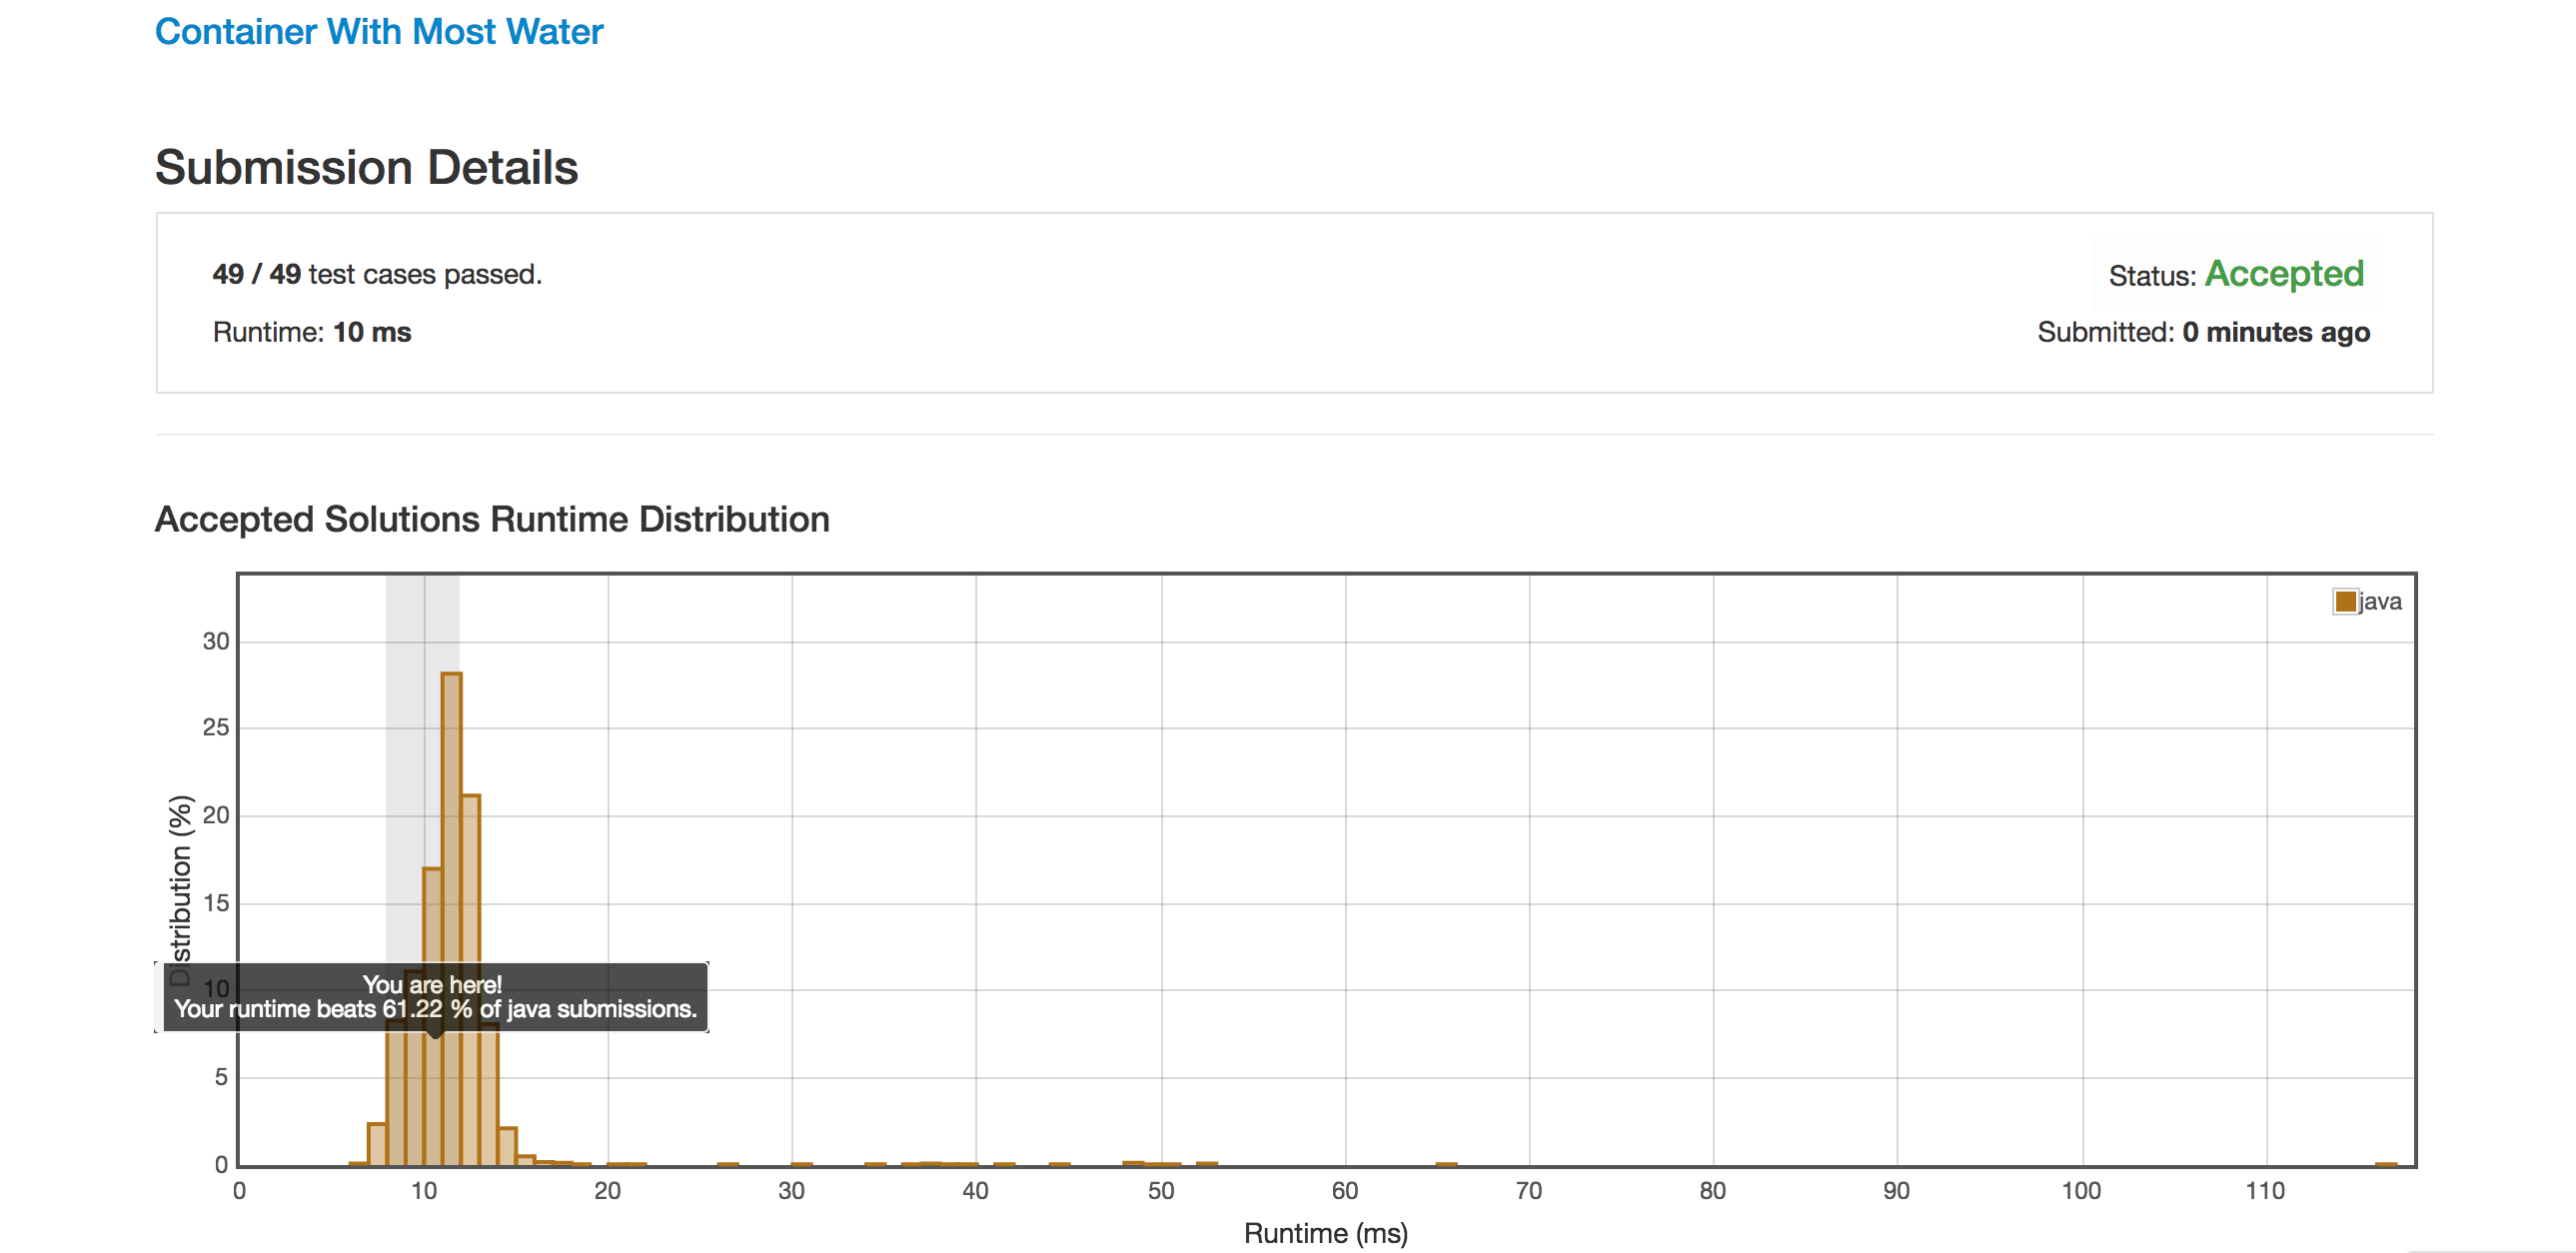 Container With Most Water
Submission Details
49 / 49 test cases passed.
Status: Accepted
Runtime: 10 ms
Submitted: 0 minutes ago
Accepted Solutions Runtime Distribution
java
30
25
20
15
10
5
0
Distribution (%)
You are here!
Your runtime beats 61.22 % of java submissions.
0 10 20 30 40 50 60 70 80 90 100 110
Runtime (ms)